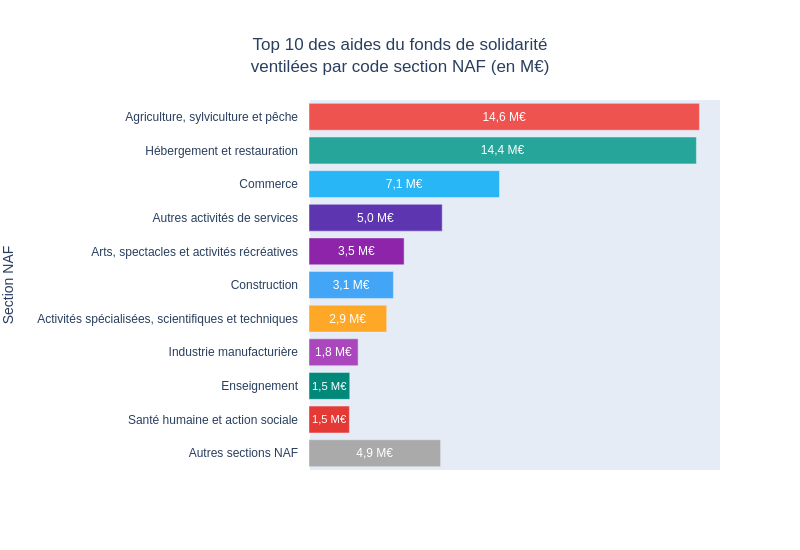 Top 10 des aides du fonds de solidarité
ventilées par code section NAF (en M€)
Section NAF
Agriculture, sylviculture et pêche 14,6 M€
Hébergement et restauration 14,4 M€
Commerce 7,1 M€
Autres activités de services 5,0 M€
Arts, spectacles et activités récréatives 3,5 M€
Construction 3,1 M€
Activités spécialisées, scientifiques et techniques 2,9 M€
Industrie manufacturière 1,8 M€
Enseignement 1,5 M€
Santé humaine et action sociale 1,5 M€
Autres sections NAF 4,9 M€